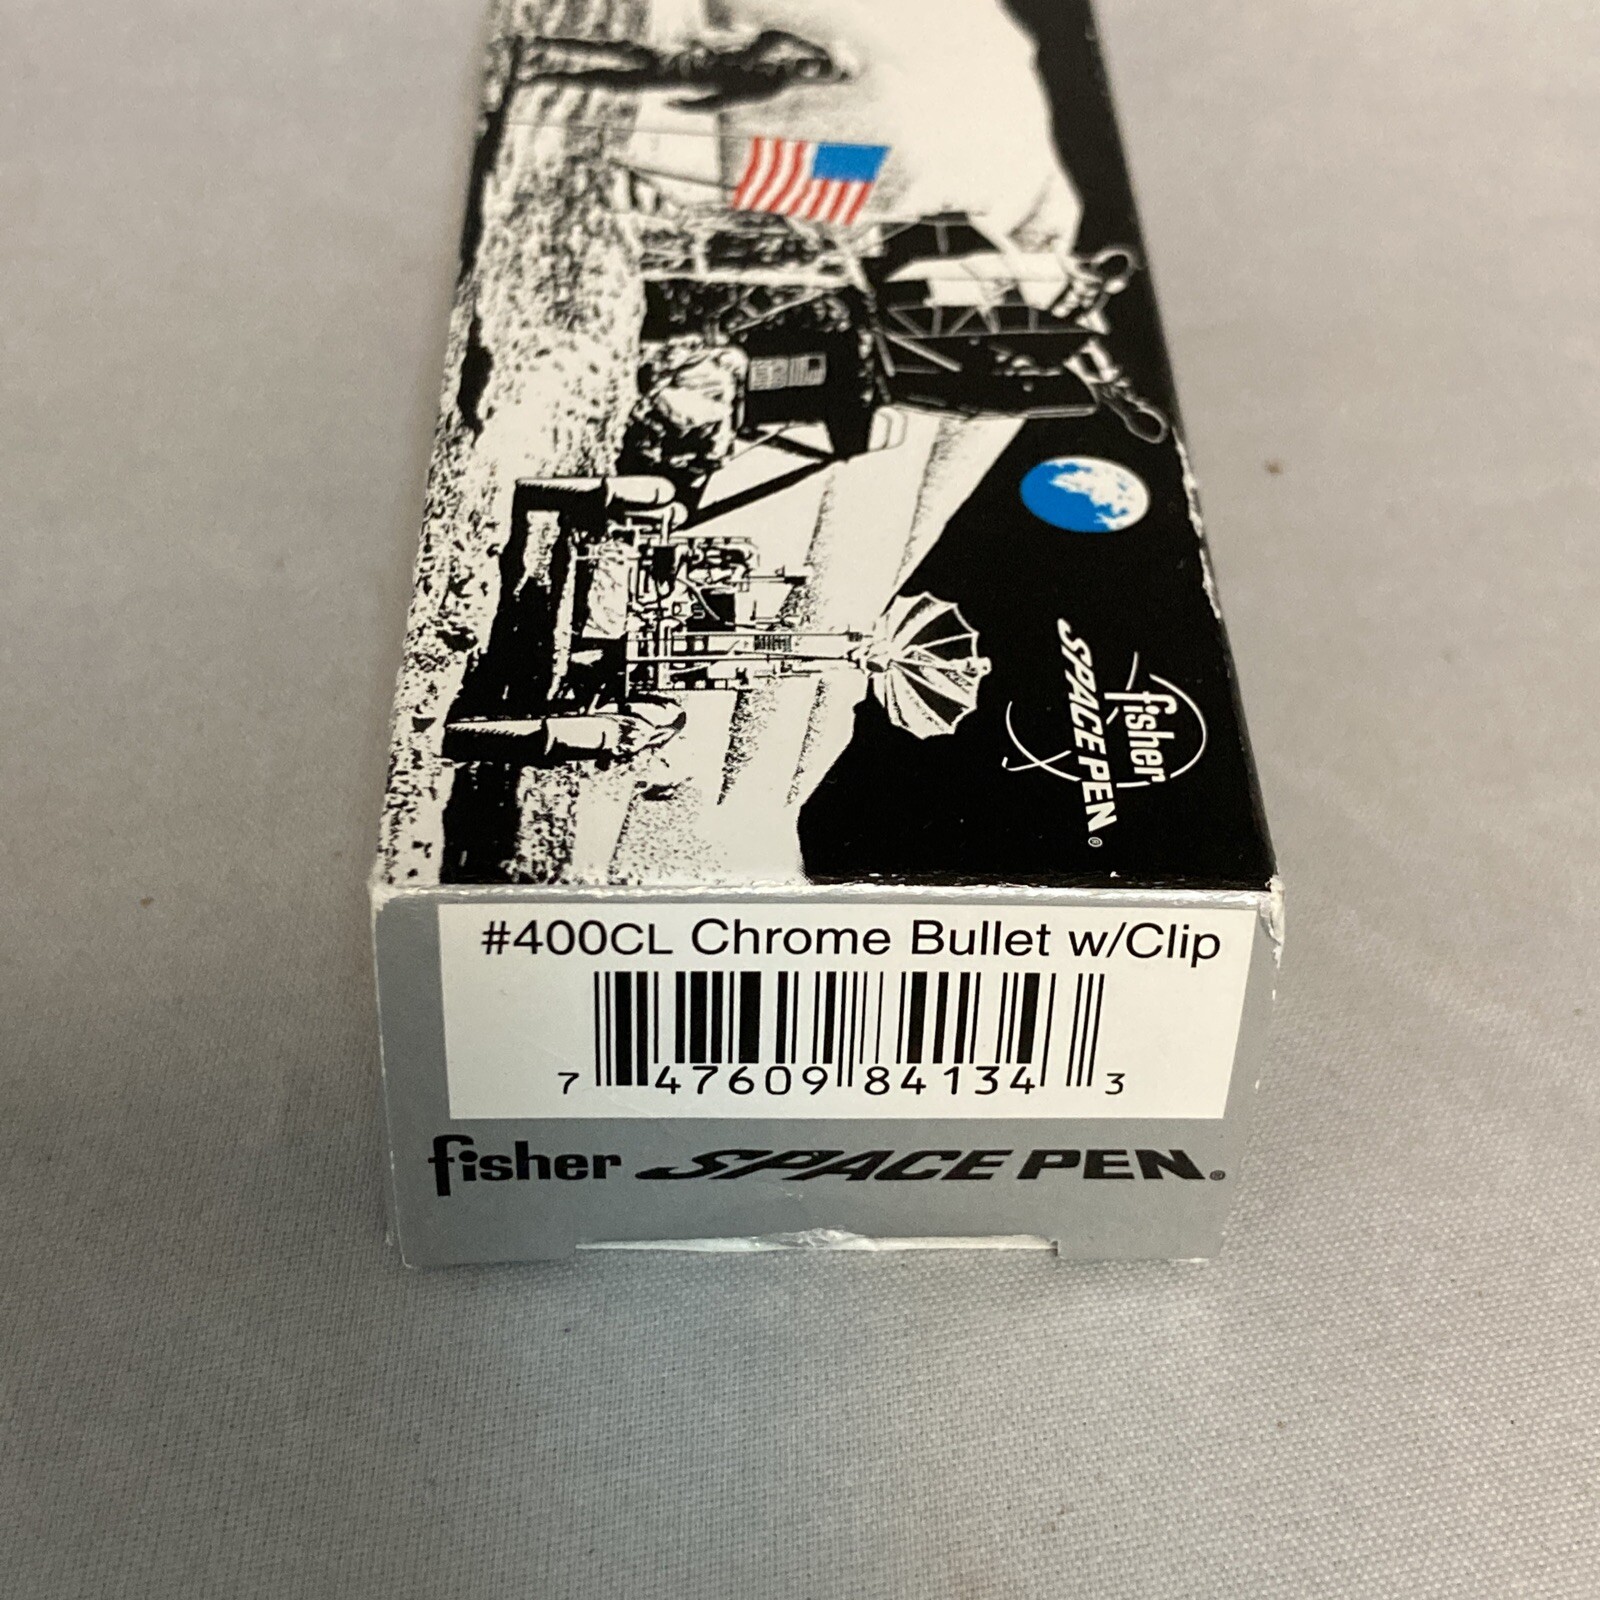 fisher
SPACE PEN®
#400CL Chrome Bullet w/Clip
7 47609 84134 3
fisher SPACE PEN®